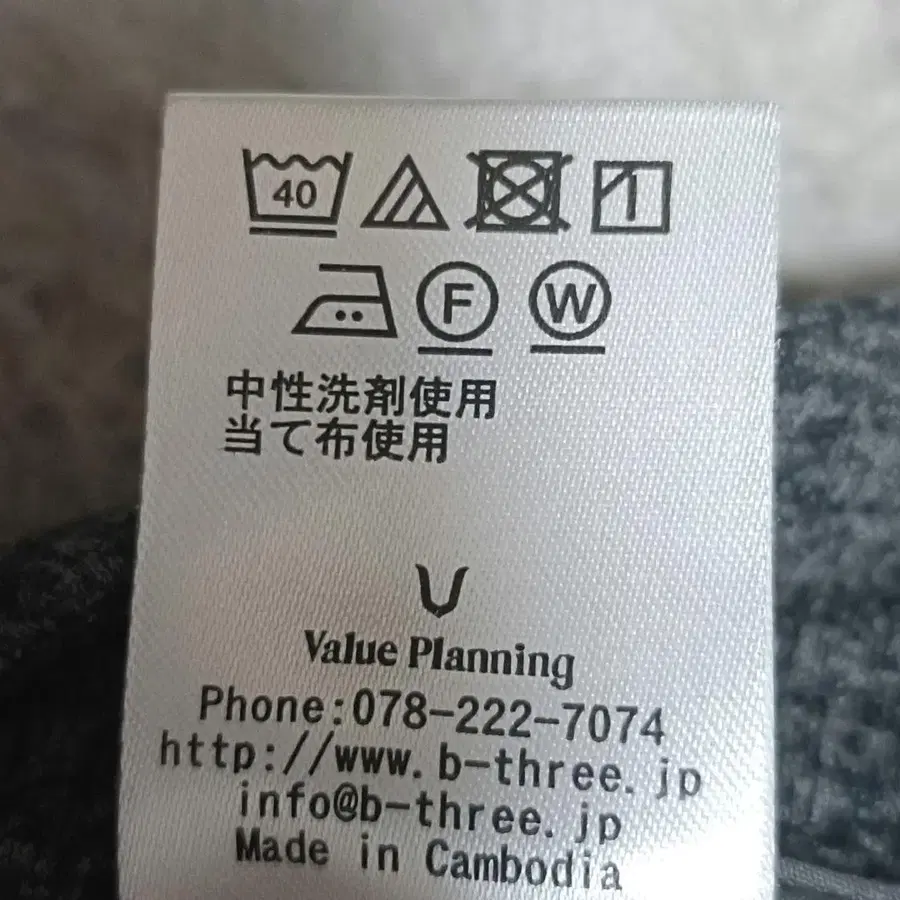 40
F W
中性洗剤使用
当て布使用
Value Planning
Phone:078-222-7074
http://www.b-three.jp
info@b-three.jp
Made in Cambodia